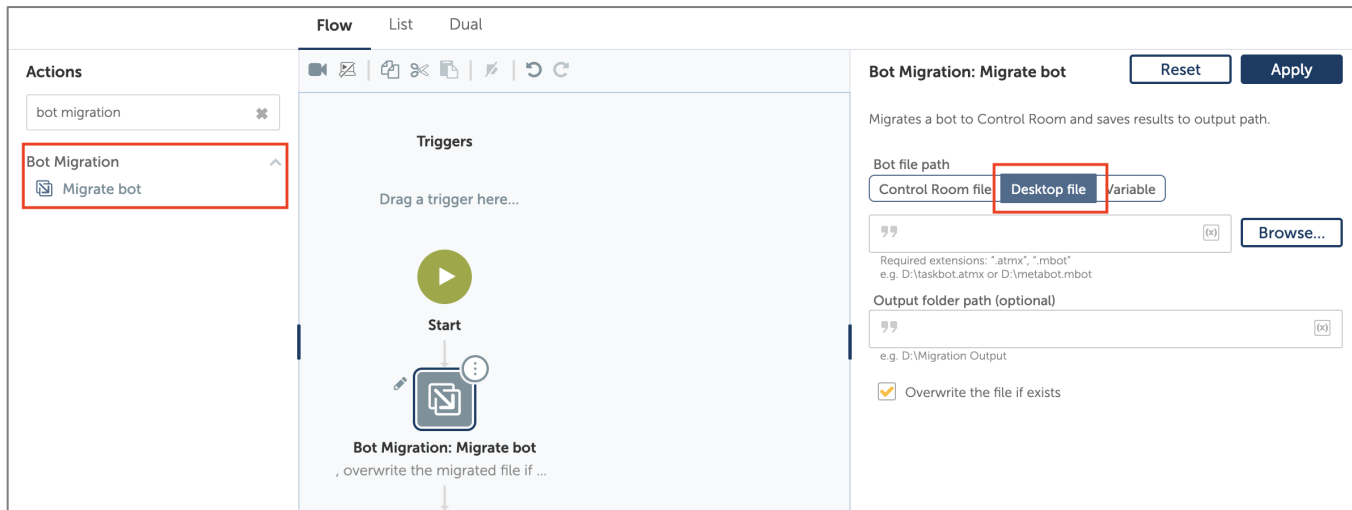 Flow List Dual
Actions
bot migration
Bot Migration
Migrate bot
Triggers
Drag a trigger here...
Start
Bot Migration: Migrate bot
, overwrite the migrated file if ...
Bot Migration: Migrate bot
Reset
Apply
Migrates a bot to Control Room and saves results to output path.
Bot file path
Control Room file Desktop file Variable
(x)
Browse...
Required extensions: ".atmx", ".mbot"
e.g. D:\taskbot.atmx or D:\metabot.mbot
Output folder path (optional)
(x)
e.g. D:\Migration Output
Overwrite the file if exists